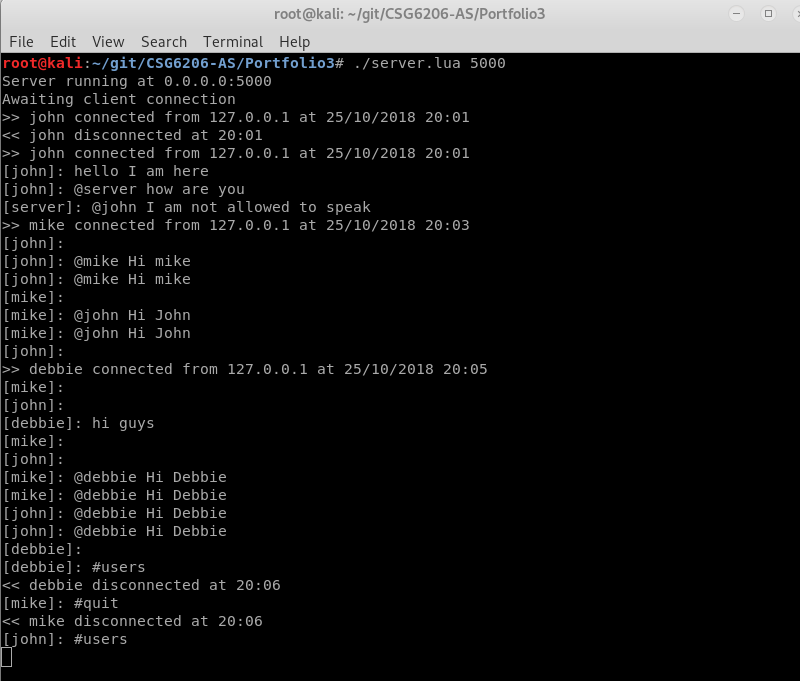 root@kali: ~/git/CSG6206-AS/Portfolio3
File Edit View Search Terminal Help
root@kali:~/git/CSG6206-AS/Portfolio3# ./server.lua 5000
Server running at 0.0.0.0:5000
Awaiting client connection
>> john connected from 127.0.0.1 at 25/10/2018 20:01
<< john disconnected at 20:01
>> john connected from 127.0.0.1 at 25/10/2018 20:01
[john]: hello I am here
[john]: @server how are you
[server]: @john I am not allowed to speak
>> mike connected from 127.0.0.1 at 25/10/2018 20:03
[john]:
[john]: @mike Hi mike
[john]: @mike Hi mike
[mike]:
[mike]: @john Hi John
[mike]: @john Hi John
[john]:
>> debbie connected from 127.0.0.1 at 25/10/2018 20:05
[mike]:
[john]:
[debbie]: hi guys
[mike]:
[john]:
[mike]: @debbie Hi Debbie
[mike]: @debbie Hi Debbie
[john]: @debbie Hi Debbie
[john]: @debbie Hi Debbie
[debbie]:
[debbie]: #users
<< debbie disconnected at 20:06
[mike]: #quit
<< mike disconnected at 20:06
[john]: #users